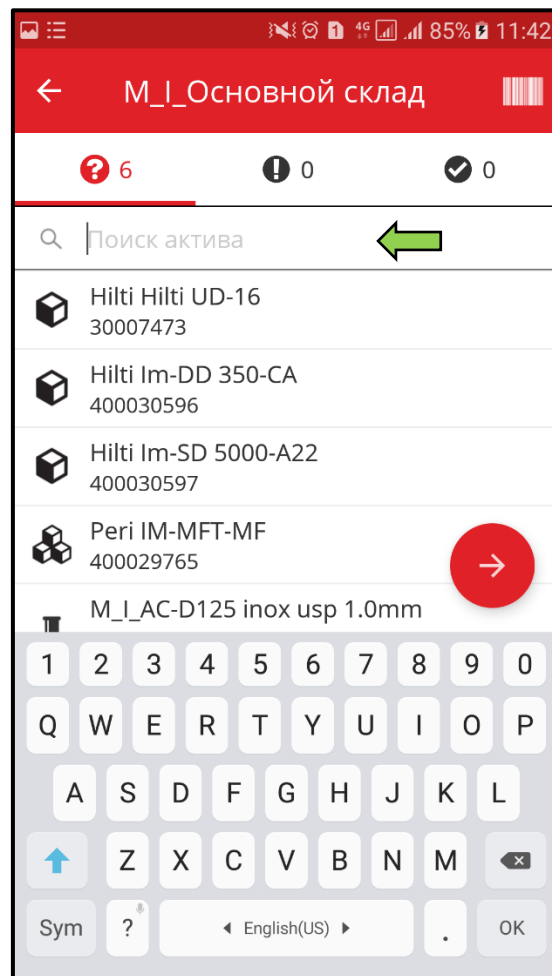 1 4G 85% 11:42
M_I_Основной склад
6 0 0
Поиск актива
Hilti Hilti UD-16
30007473
Hilti Im-DD 350-CA
400030596
Hilti Im-SD 5000-A22
400030597
Peri IM-MFT-MF
400029765
M_I_AC-D125 inox usp 1.0mm
1 2 3 4 5 6 7 8 9 0
Q W E R T Y U I O P
A S D F G H J K L
Z X C V B N M
Sym ? English(US) . OK